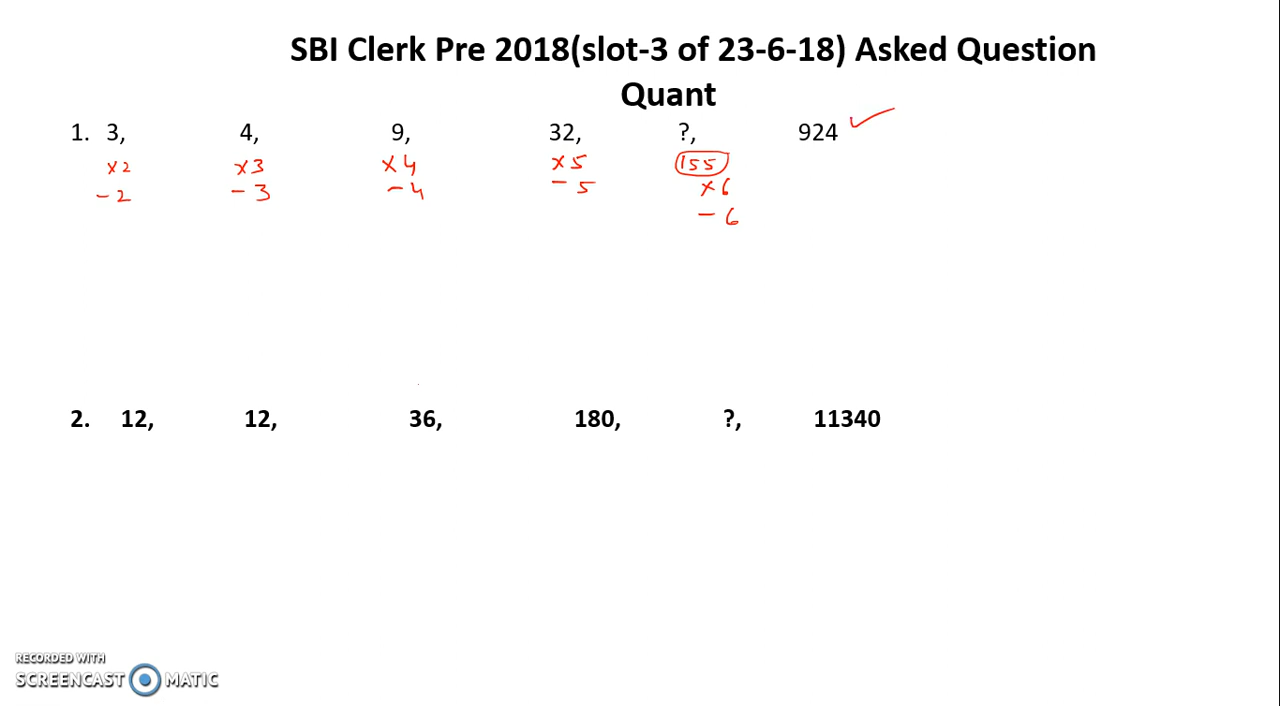 SBI Clerk Pre 2018(slot-3 of 23-6-18) Asked Question
Quant
1. 3, 4, 9, 32, ?, 924
×2 ×3 ×4 ×5 155
-2 -3 -4 -5 ×6
-6
2. 12, 12, 36, 180, ?, 11340
RECORDED WITH
SCREENCAST MATIC